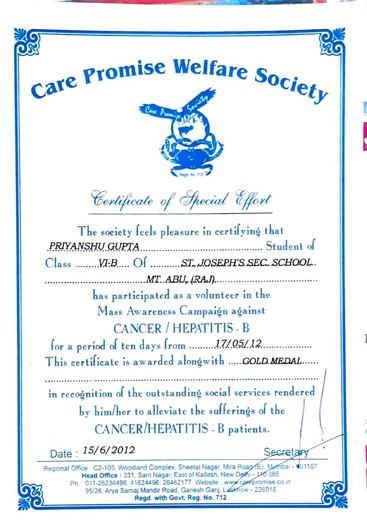 Care Promise Welfare Society
Care Promise Society
Regd. No. 712
Certificate of Special Effort
The society feels pleasure in certifying that
PRIYANSHU GUPTA Student of
Class VI-B Of ST. JOSEPH'S SEC. SCHOOL
MT. ABU, (RAJ)
has participated as a volunteer in the
Mass Awareness Campaign against
CANCER / HEPATITIS - B
for a period of ten days from 17/05/12
This certificate is awarded alongwith GOLD MEDAL
in recognition of the outstanding social services rendered
by him/her to alleviate the sufferings of the
CANCER/HEPATITIS - B patients.
Date : 15/6/2012 Secretary
Regional Office C2-105, Woodland Complex, Sheetal Nagar, Mira Road (E) Mumbai - 401107
Head Office : 331, Sant Nagar, East of Kailash, New Delhi - 110 065
Ph : 011-26234496, 41624496, 26462177 Website : www.carepromise.co.in
95/26, Arya Samaj Mandir Road, Ganesh Ganj, Lucknow - 226018
Regd. with Govt. Reg. No. 712